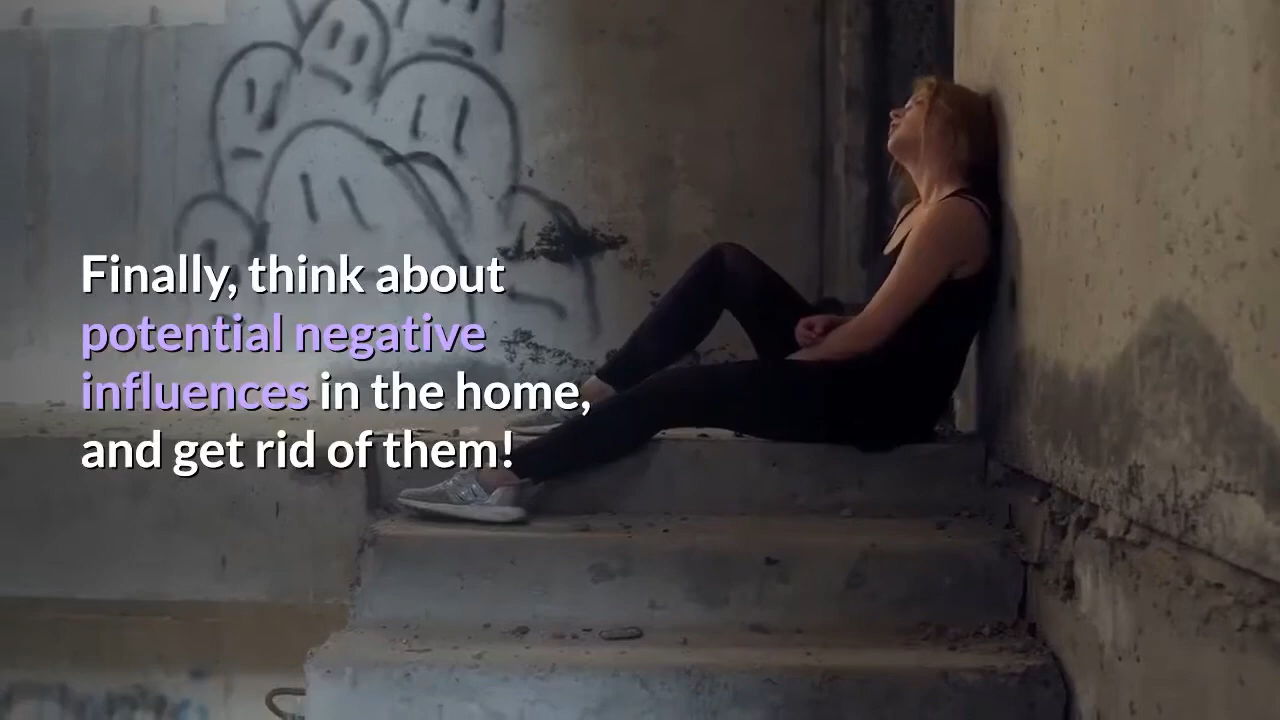 Finally, think about
potential negative
influences in the home,
and get rid of them!